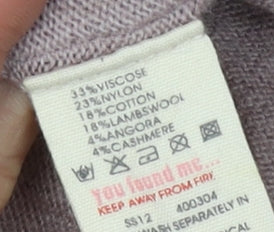 33%VISCOSE
23%NYLON
18%COTTON
18%LAMBSWOOL
4%ANGORA
4%CASHMERE
you found me...
KEEP AWAY FROM FIRE
SS12 400304
WASH SEPARATELY IN